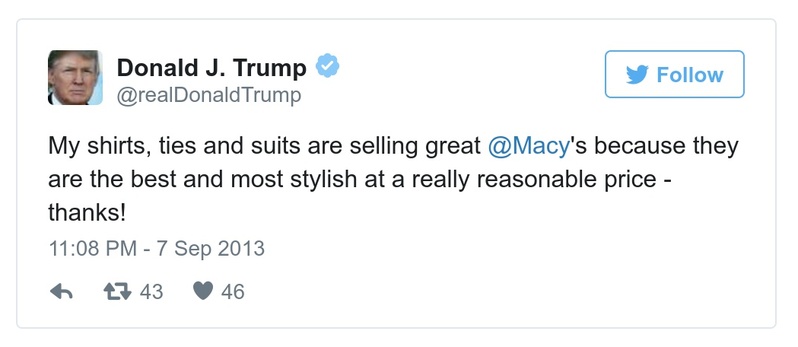 Donald J. Trump
@realDonaldTrump
Follow
My shirts, ties and suits are selling great @Macy's because they
are the best and most stylish at a really reasonable price -
thanks!
11:08 PM - 7 Sep 2013
43 46